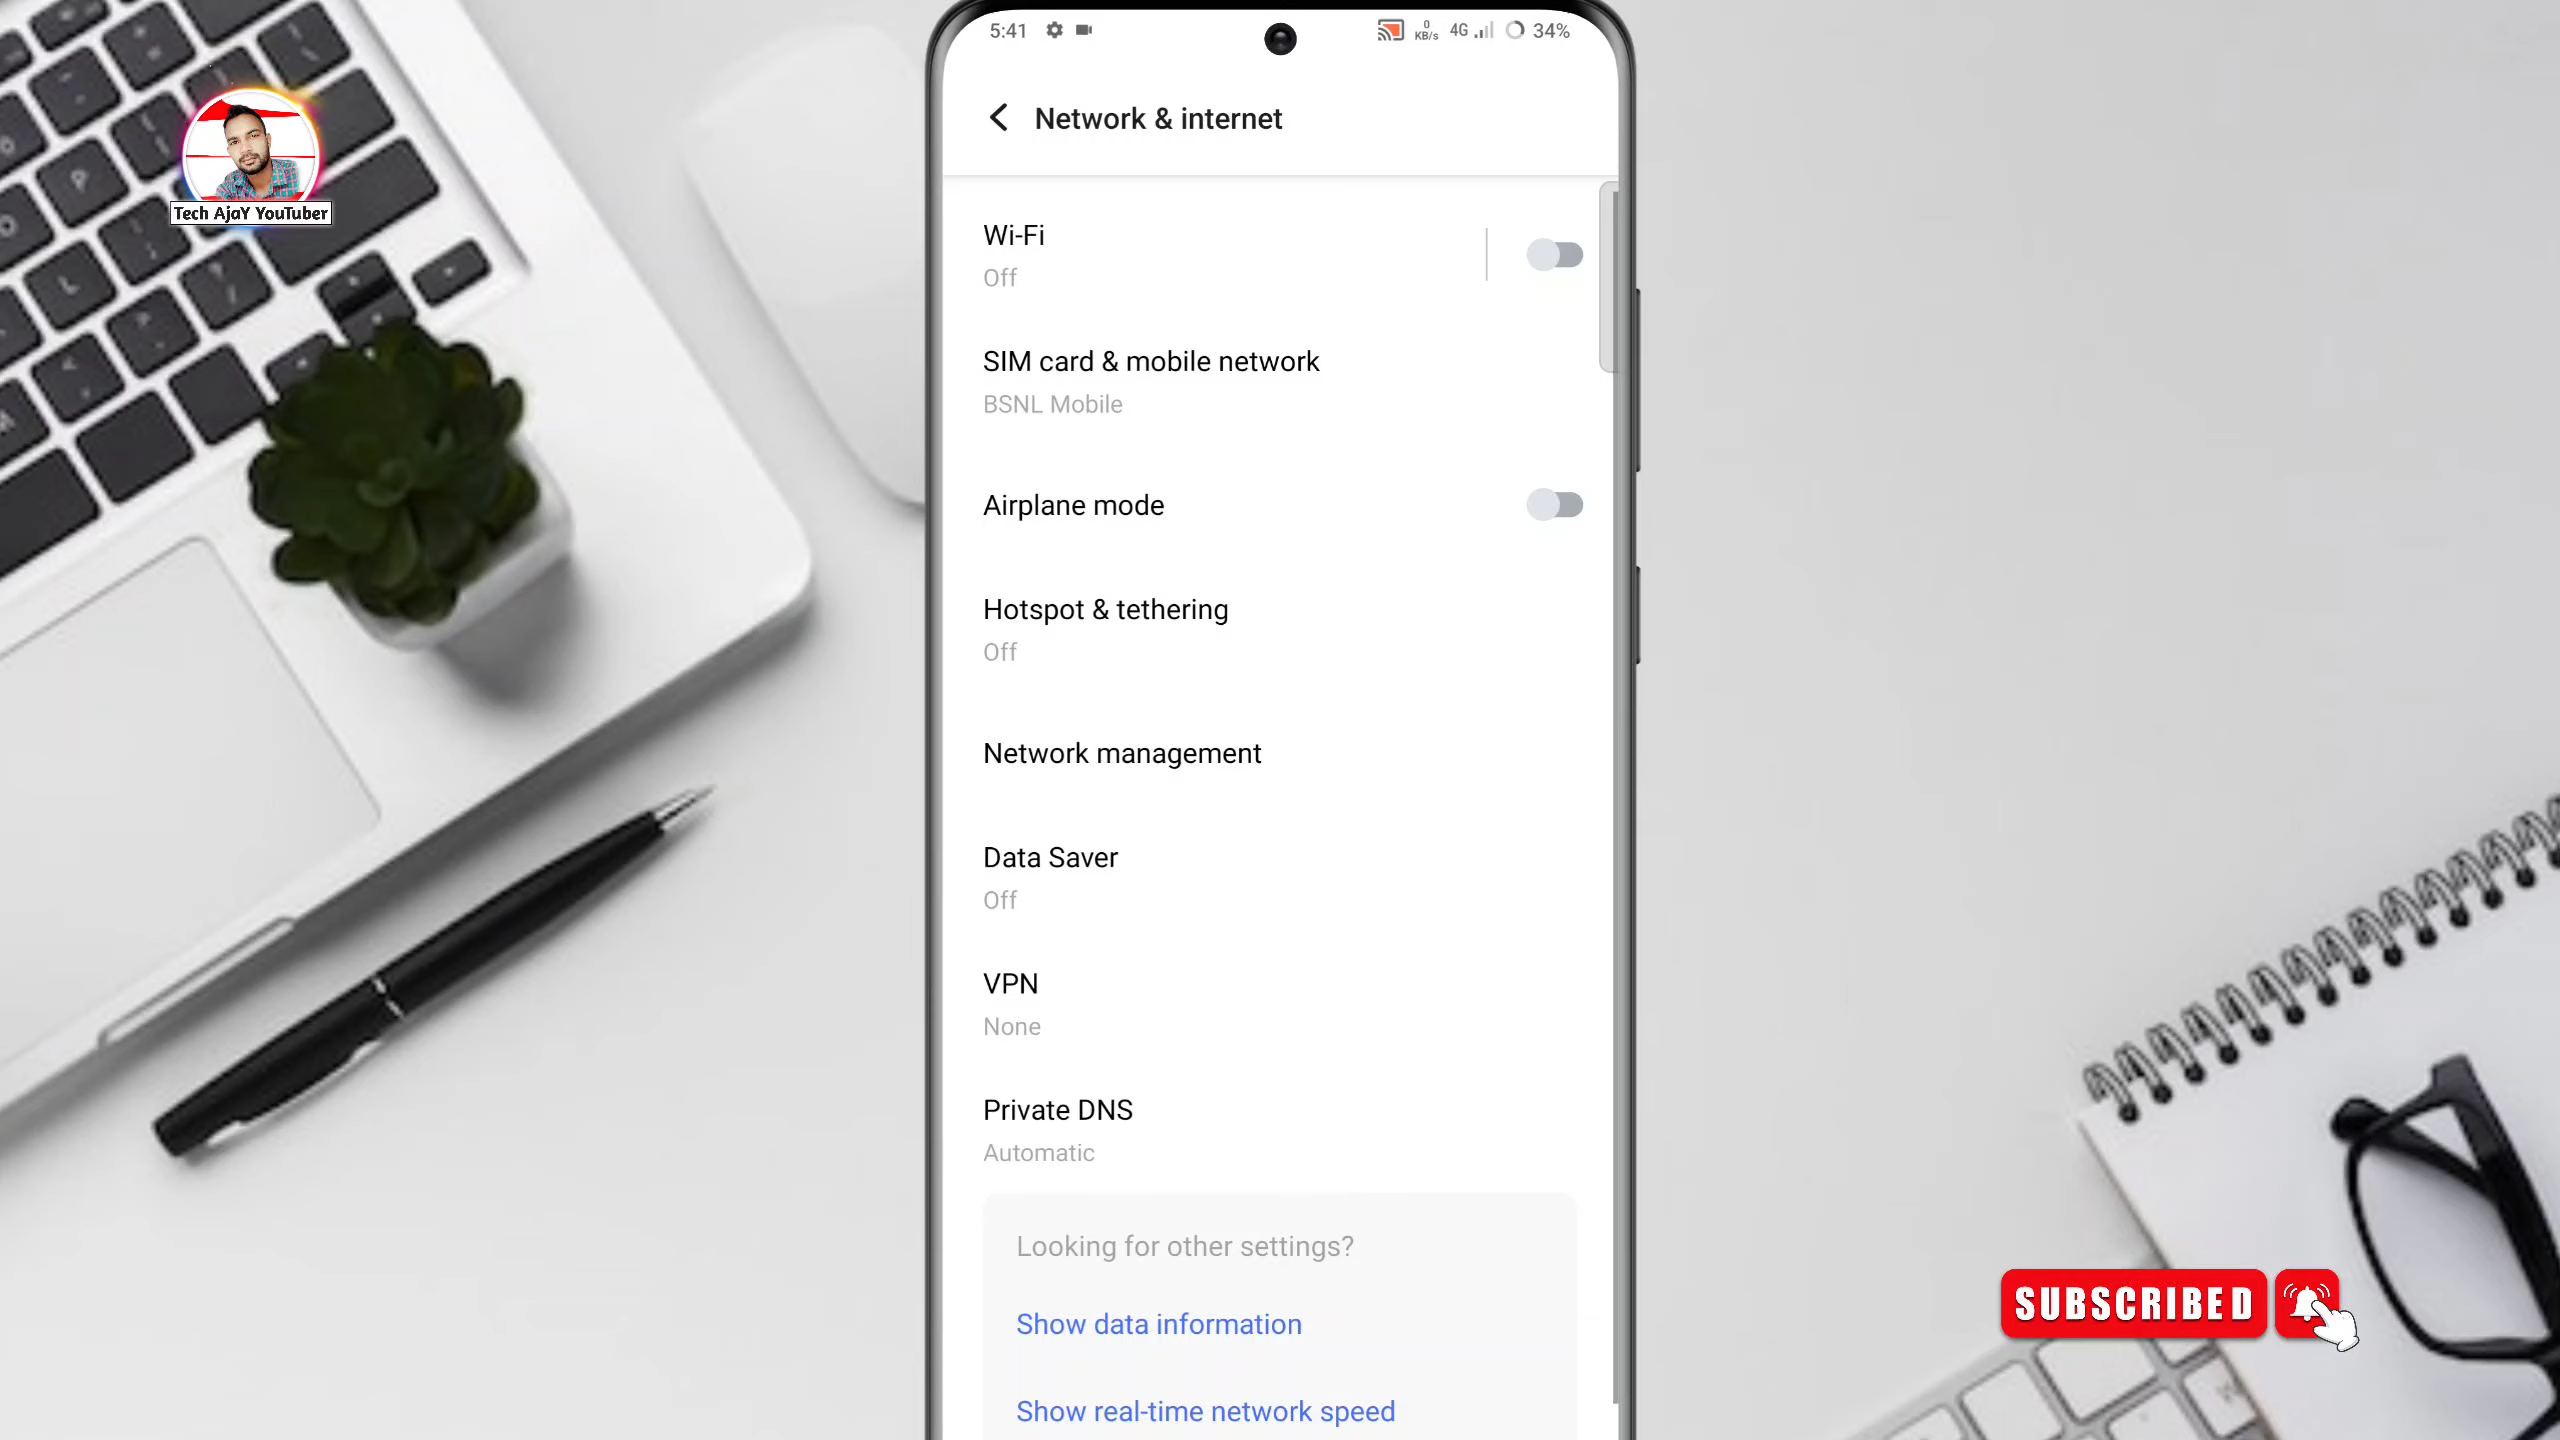 5:41
0
KB/s
4G
34%
Network & internet
Tech AjaY YouTuber
Wi-Fi
Off
SIM card & mobile network
BSNL Mobile
Airplane mode
Hotspot & tethering
Off
Network management
Data Saver
Off
VPN
None
Private DNS
Automatic
Looking for other settings?
Show data information
Show real-time network speed
SUBSCRIBED